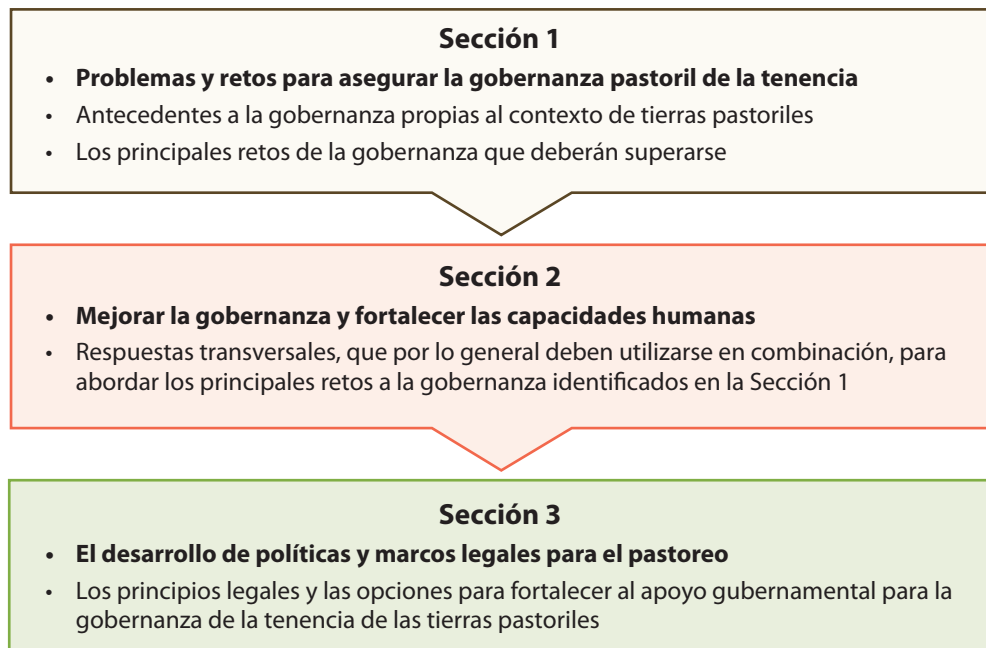 Sección 1
• Problemas y retos para asegurar la gobernanza pastoril de la tenencia
• Antecedentes a la gobernanza propias al contexto de tierras pastoriles
• Los principales retos de la gobernanza que deberán superarse
Sección 2
• Mejorar la gobernanza y fortalecer las capacidades humanas
• Respuestas transversales, que por lo general deben utilizarse en combinación, para
abordar los principales retos a la gobernanza identificados en la Sección 1
Sección 3
• El desarrollo de políticas y marcos legales para el pastoreo
• Los principios legales y las opciones para fortalecer al apoyo gubernamental para la
gobernanza de la tenencia de las tierras pastoriles